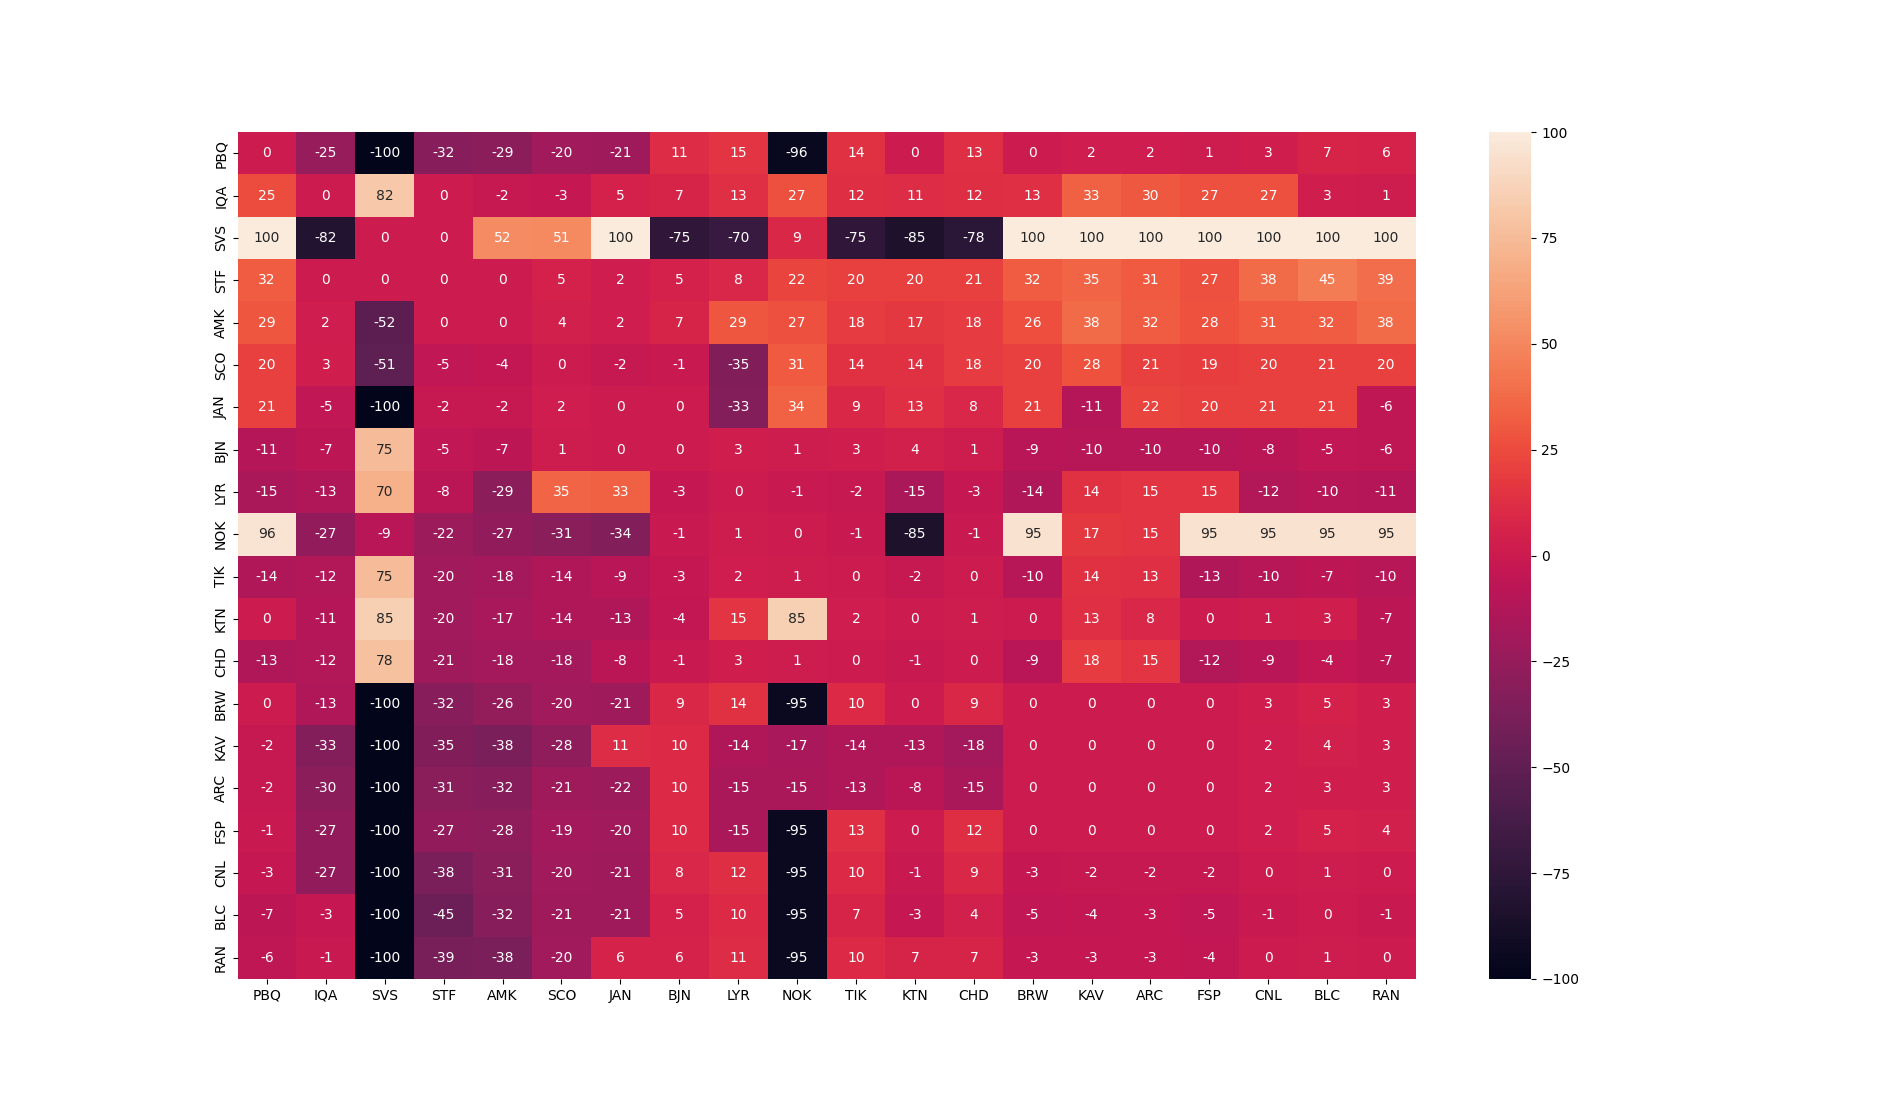 PBQ 0 -25 -100 -32 -29 -20 -21 11 15 -96 14 0 13 0 2 2 1 3 7 6
IQA 25 0 82 0 -2 -3 5 7 13 27 12 11 12 13 33 30 27 27 3 1
SVS 100 -82 0 0 52 51 100 -75 -70 9 -75 -85 -78 100 100 100 100 100 100 100
STF 32 0 0 0 0 5 2 5 8 22 20 20 21 32 35 31 27 38 45 39
AMK 29 2 -52 0 0 4 2 7 29 27 18 17 18 26 38 32 28 31 32 38
SCO 20 3 -51 -5 -4 0 -2 -1 -35 31 14 14 18 20 28 21 19 20 21 20
JAN 21 -5 -100 -2 -2 2 0 0 -33 34 9 13 8 21 -11 22 20 21 21 -6
BJN -11 -7 75 -5 -7 1 0 0 3 1 3 4 1 -9 -10 -10 -10 -8 -5 -6
LYR -15 -13 70 -8 -29 35 33 -3 0 -1 -2 -15 -3 -14 14 15 15 -12 -10 -11
NOK 96 -27 -9 -22 -27 -31 -34 -1 1 0 -1 -85 -1 95 17 15 95 95 95 95
TIK -14 -12 75 -20 -18 -14 -9 -3 2 1 0 -2 0 -10 14 13 -13 -10 -7 -10
KTN 0 -11 85 -20 -17 -14 -13 -4 15 85 2 0 1 0 13 8 0 1 3 -7
CHD -13 -12 78 -21 -18 -18 -8 -1 3 1 0 -1 0 -9 18 15 -12 -9 -4 -7
BRW 0 -13 -100 -32 -26 -20 -21 9 14 -95 10 0 9 0 0 0 0 3 5 3
KAV -2 -33 -100 -35 -38 -28 11 10 -14 -17 -14 -13 -18 0 0 0 0 2 4 3
ARC -2 -30 -100 -31 -32 -21 -22 10 -15 -15 -13 -8 -15 0 0 0 0 2 3 3
FSP -1 -27 -100 -27 -28 -19 -20 10 -15 -95 13 0 12 0 0 0 0 2 5 4
CNL -3 -27 -100 -38 -31 -20 -21 8 12 -95 10 -1 9 -3 -2 -2 -2 0 1 0
BLC -7 -3 -100 -45 -32 -21 -21 5 10 -95 7 -3 4 -5 -4 -3 -5 -1 0 -1
RAN -6 -1 -100 -39 -38 -20 6 6 11 -95 10 7 7 -3 -3 -3 -4 0 1 0
PBQ IQA SVS STF AMK SCO JAN BJN LYR NOK TIK KTN CHD BRW KAV ARC FSP CNL BLC RAN
100
75
50
25
0
−25
−50
−75
−100